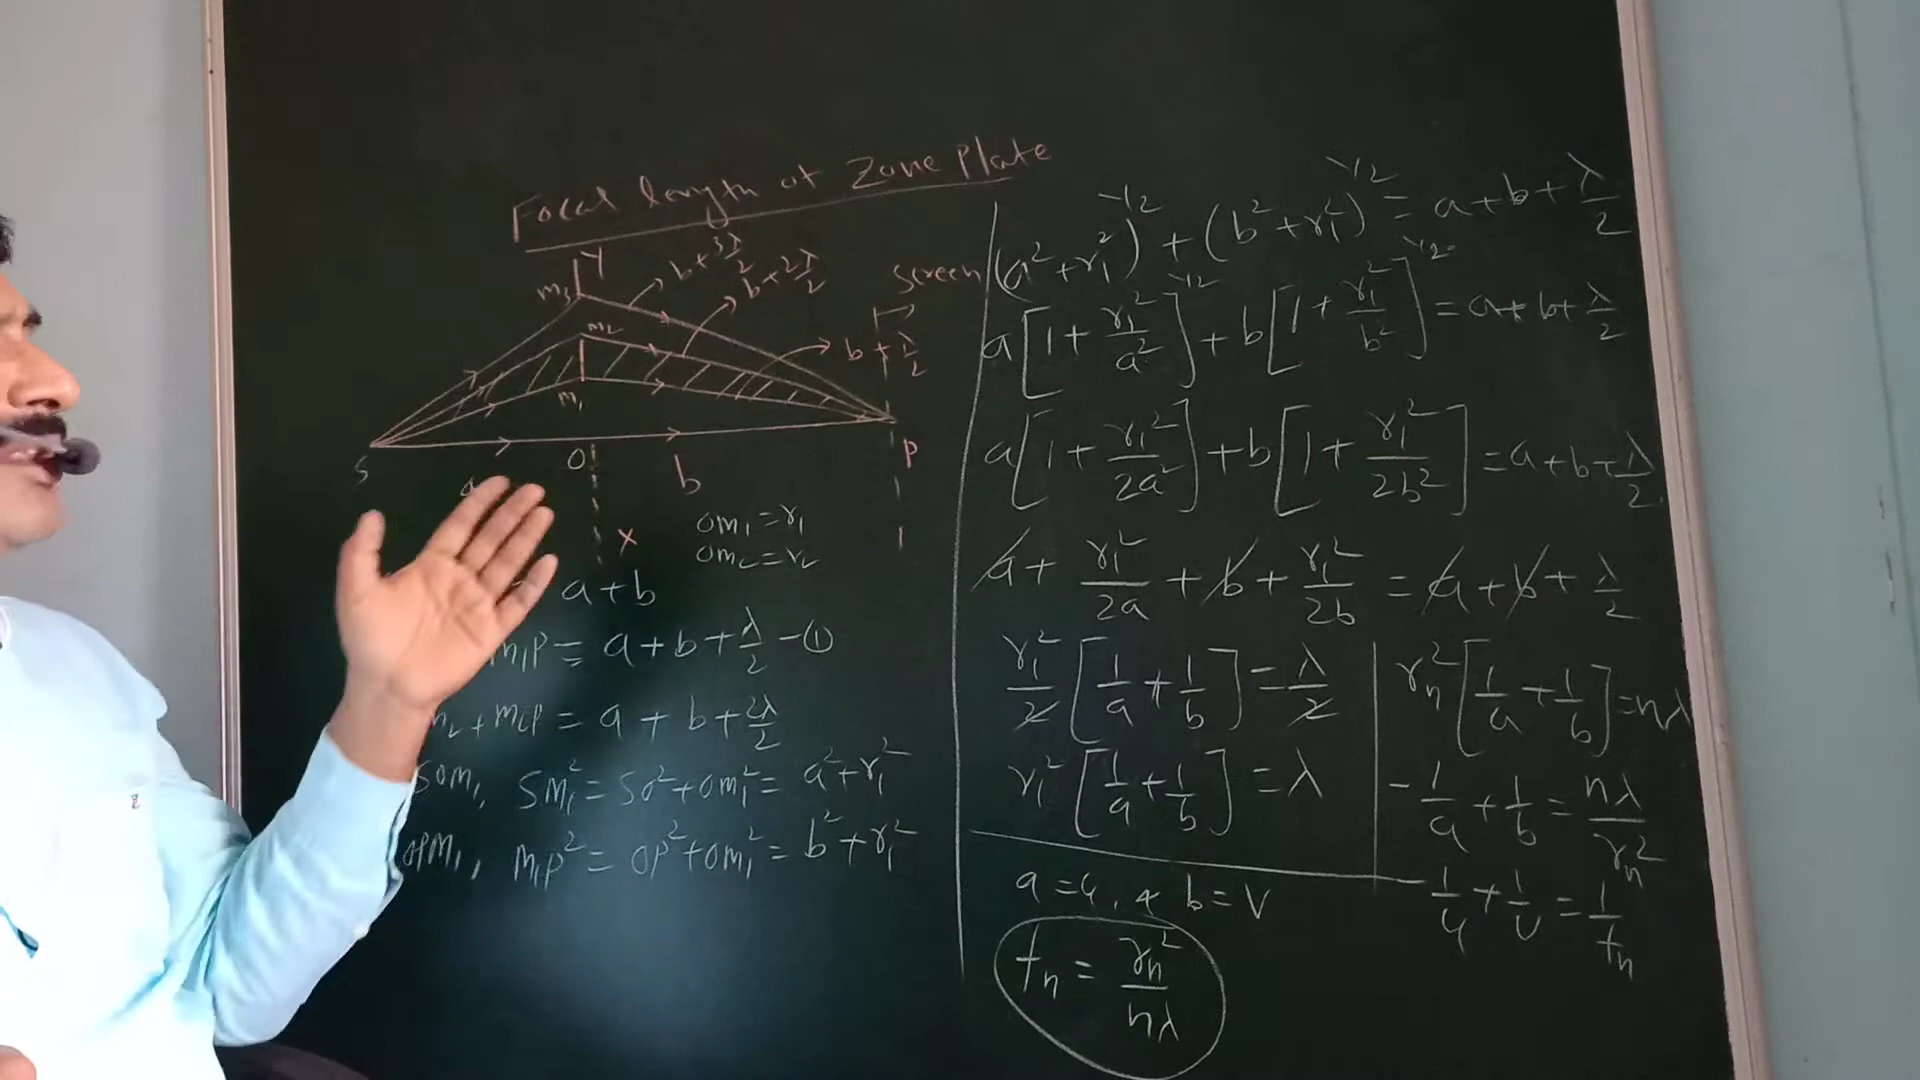 Focal length of Zone Plate
Y
M₃
b+3λ/2
b+2λ/2
screen
M₂
b+λ/2
M₁
S
O
P
a
b
X
OM₁=r₁
OM₂=r₂
a+b
M₁P=a+b+λ/2-①
M₂+M₂P=a+b+2λ/2
SOM₁, SM₁²=SO²+OM₁²=a²+r₁²
OPM₁, M₁P²=OP²+OM₁²=b²+r₁²
(a²+r₁²)^1/2+(b²+r₁²)^1/2=a+b+λ/2
a[1+r₁²/a²]^1/2+b[1+r₁²/b²]^1/2=a+b+λ/2
a[1+r₁²/2a²]+b[1+r₁²/2b²]=a+b+λ/2
a+r₁²/2a+b+r₁²/2b=a+b+λ/2
r₁²/2[1/a+1/b]=λ/2
r₁²[1/a+1/b]=λ
rₙ²[1/a+1/b]=nλ
-1/a+1/b=nλ/rₙ²
-1/u+1/v=1/fₙ
a=u, & b=v
fₙ=rₙ²/nλ